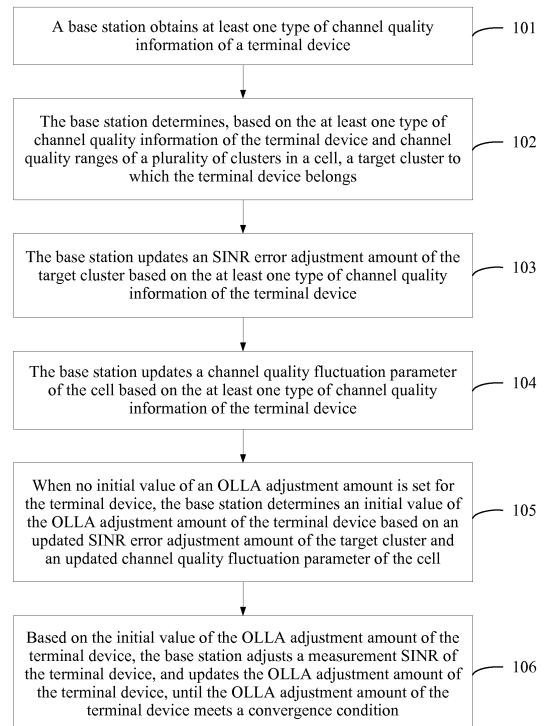 A base station obtains at least one type of channel quality
information of a terminal device
101
The base station determines, based on the at least one type of
channel quality information of the terminal device and channel
quality ranges of a plurality of clusters in a cell, a target cluster to
which the terminal device belongs
102
The base station updates an SINR error adjustment amount of the
target cluster based on the at least one type of channel quality
information of the terminal device
103
The base station updates a channel quality fluctuation parameter
of the cell based on the at least one type of channel quality
information of the terminal device
104
When no initial value of an OLLA adjustment amount is set for
the terminal device, the base station determines an initial value of
the OLLA adjustment amount of the terminal device based on an
updated SINR error adjustment amount of the target cluster and
an updated channel quality fluctuation parameter of the cell
105
Based on the initial value of the OLLA adjustment amount of the
terminal device, the base station adjusts a measurement SINR of
the terminal device, and updates the OLLA adjustment amount of
the terminal device, until the OLLA adjustment amount of the
terminal device meets a convergence condition
106